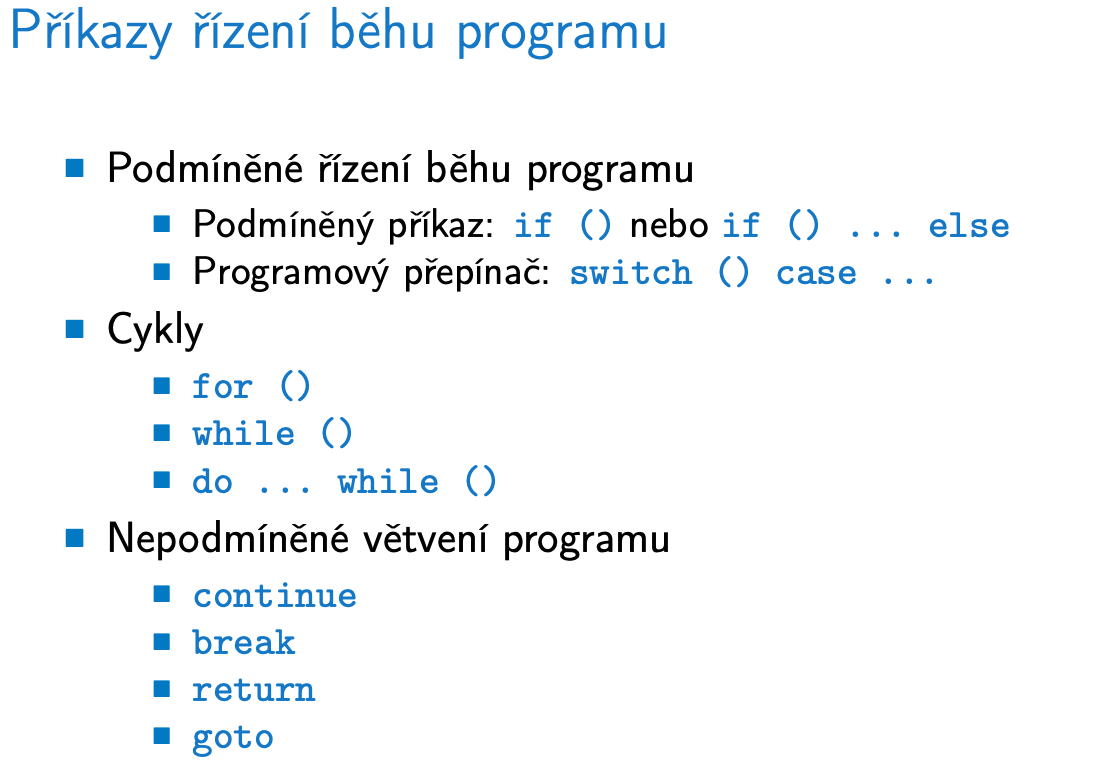 Příkazy řízení běhu programu
Podmíněné řízení běhu programu
Podmíněný příkaz: if () nebo if () ... else
Programový přepínač: switch () case ...
Cykly
for ()
while ()
do ... while ()
Nepodmíněné větvení programu
continue
break
return
goto